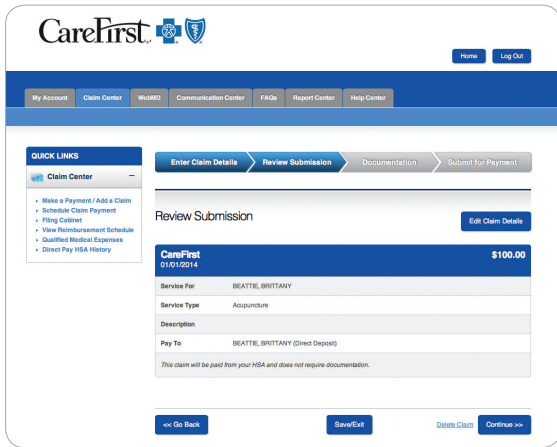 CareFirst
Home Log Out
My Account Claim Center WebMD Communication Center FAQs Report Center Help Center
QUICK LINKS
Claim Center −
Make a Payment / Add a Claim
Schedule Claim Payment
Filing Cabinet
View Reimbursement Schedule
Qualified Medical Expenses
Direct Pay HSA History
Enter Claim Details Review Submission Documentation Submit for Payment
Review Submission
Edit Claim Details
CareFirst $100.00
01/01/2014
Service For BEATTIE, BRITTANY
Service Type Acupuncture
Description
Pay To BEATTIE, BRITTANY (Direct Deposit)
This claim will be paid from your HSA and does not require documentation.
<< Go Back Save/Exit Delete Claim Continue >>